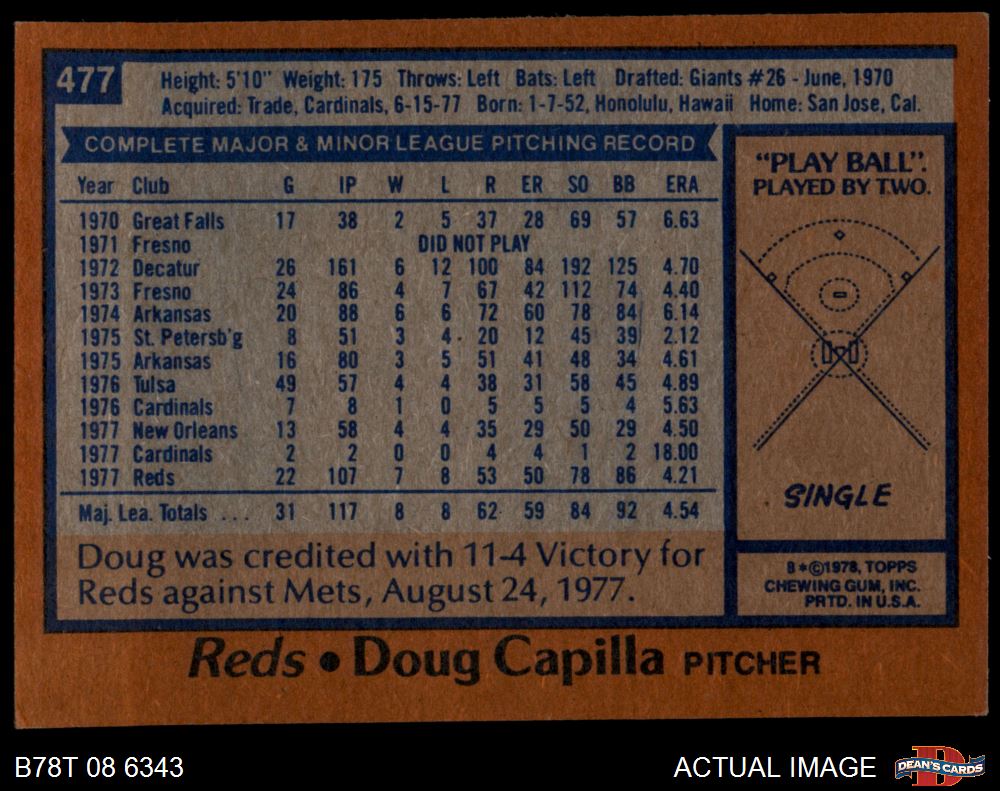 477
Height: 5'10" Weight: 175 Throws: Left Bats: Left Drafted: Giants #26 - June, 1970
Acquired: Trade, Cardinals, 6-15-77 Born: 1-7-52, Honolulu, Hawaii Home: San Jose, Cal.
COMPLETE MAJOR & MINOR LEAGUE PITCHING RECORD
Year Club G IP W L R ER SO BB ERA
1970 Great Falls 17 38 2 5 37 28 69 57 6.63
1971 Fresno DID NOT PLAY
1972 Decatur 26 161 6 12 100 84 192 125 4.70
1973 Fresno 24 86 4 7 67 42 112 74 4.40
1974 Arkansas 20 88 6 6 72 60 78 84 6.14
1975 St. Petersb'g 8 51 3 4 20 12 45 39 2.12
1975 Arkansas 16 80 3 5 51 41 48 34 4.61
1976 Tulsa 49 57 4 4 38 31 58 45 4.89
1976 Cardinals 7 8 1 0 5 5 5 4 5.63
1977 New Orleans 13 58 4 4 35 29 50 29 4.50
1977 Cardinals 2 2 0 0 4 4 1 2 18.00
1977 Reds 22 107 7 8 53 50 78 86 4.21
Maj. Lea. Totals .... 31 117 8 8 62 59 84 92 4.54
Doug was credited with 11-4 Victory for
Reds against Mets, August 24, 1977.
"PLAY BALL".
PLAYED BY TWO.
SINGLE
8*©1978, TOPPS
CHEWING GUM, INC.
PRTD. IN U.S.A.
Reds • Doug Capilla PITCHER
B78T 08 6343
ACTUAL IMAGE
DEAN'S CARDS